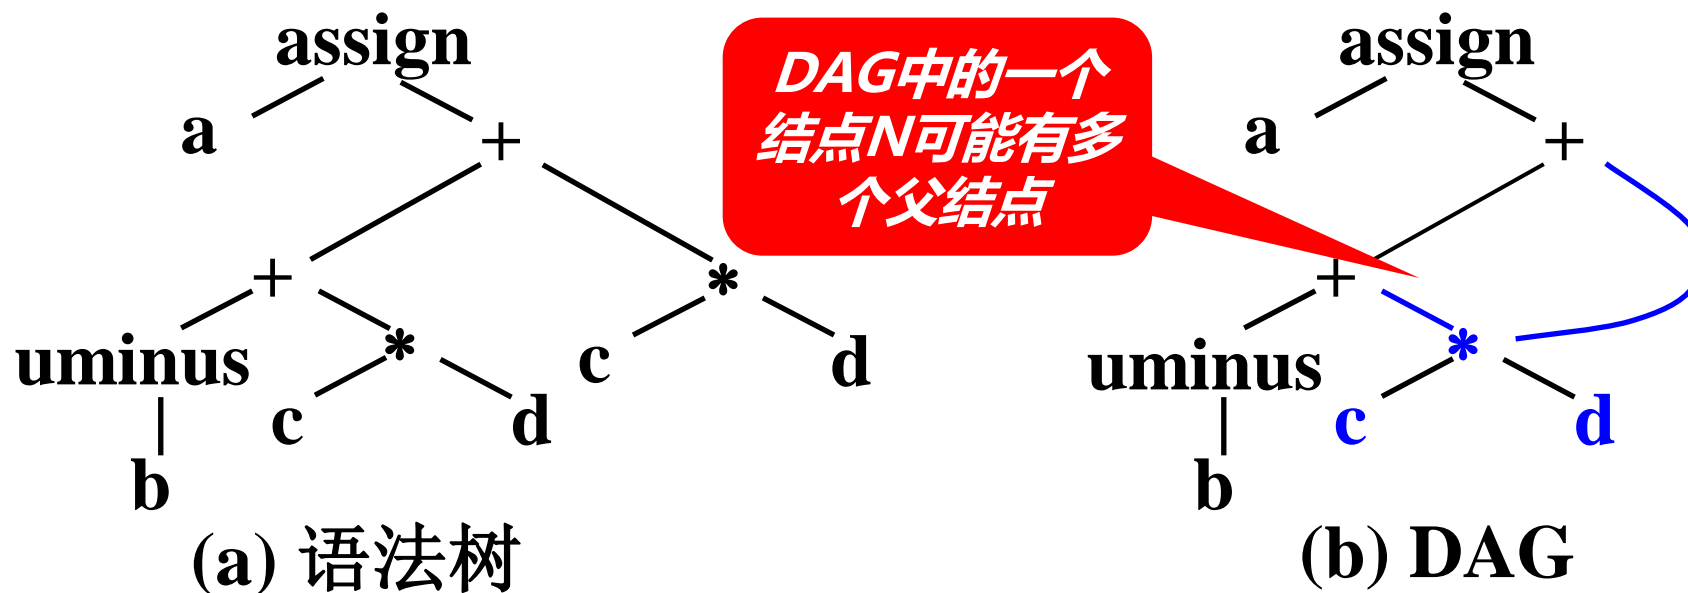 assign
a
+
+
*
uminus
*
c
d
c
d
b
(a) 语法树
DAG中的一个
结点N可能有多
个父结点
assign
a
+
+
uminus
*
c
d
b
(b) DAG